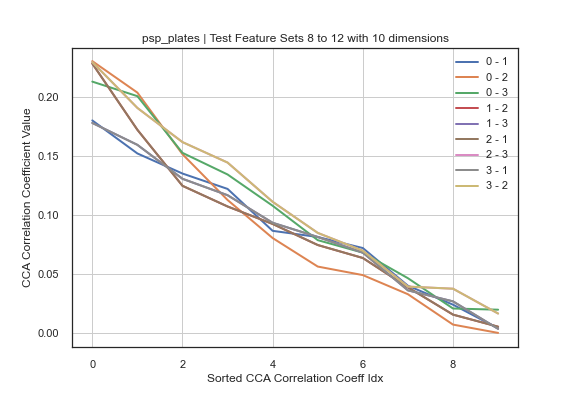 psp_plates | Test Feature Sets 8 to 12 with 10 dimensions
CCA Correlation Coefficient Value
0.20
0.15
0.10
0.05
0.00
0 - 1
0 - 2
0 - 3
1 - 2
1 - 3
2 - 1
2 - 3
3 - 1
3 - 2
0 2 4 6 8
Sorted CCA Correlation Coeff Idx